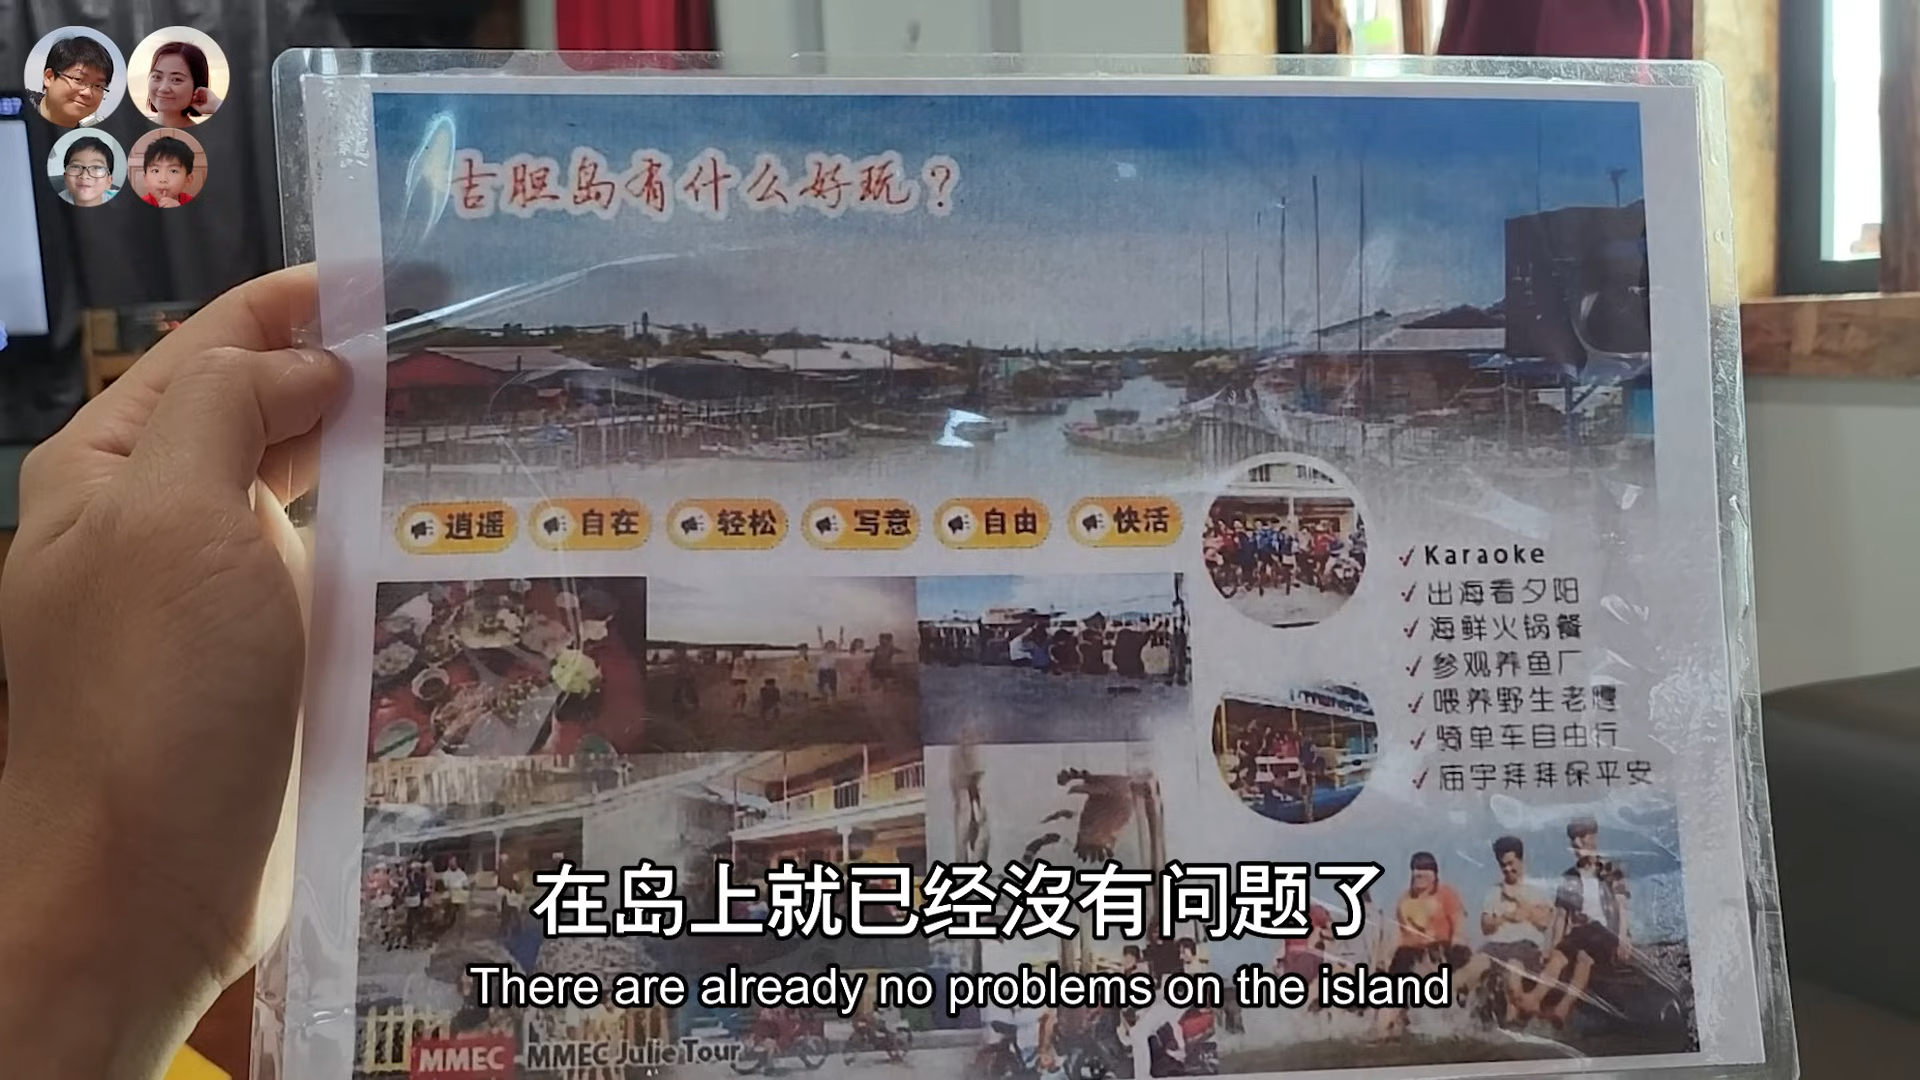 吉胆岛有什么好玩？
逍遥 自在 轻松 写意 自由 快活
Karaoke
出海看夕阳
海鲜火锅餐
参观养鱼厂
喂养野生老鹰
骑单车自由行
庙宇拜拜保平安
在岛上就已经沒有问题了
There are already no problems on the island
MMEC MMEC Julie Tour